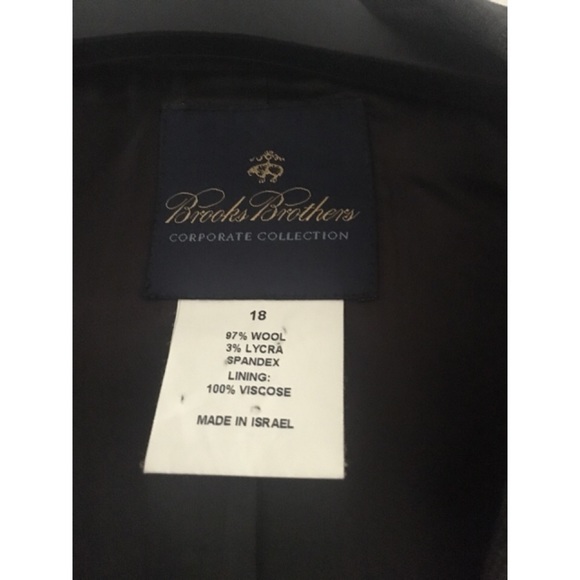 Brooks Brothers
CORPORATE COLLECTION
18
97% WOOL
3% LYCRA
SPANDEX
LINING:
100% VISCOSE
MADE IN ISRAEL